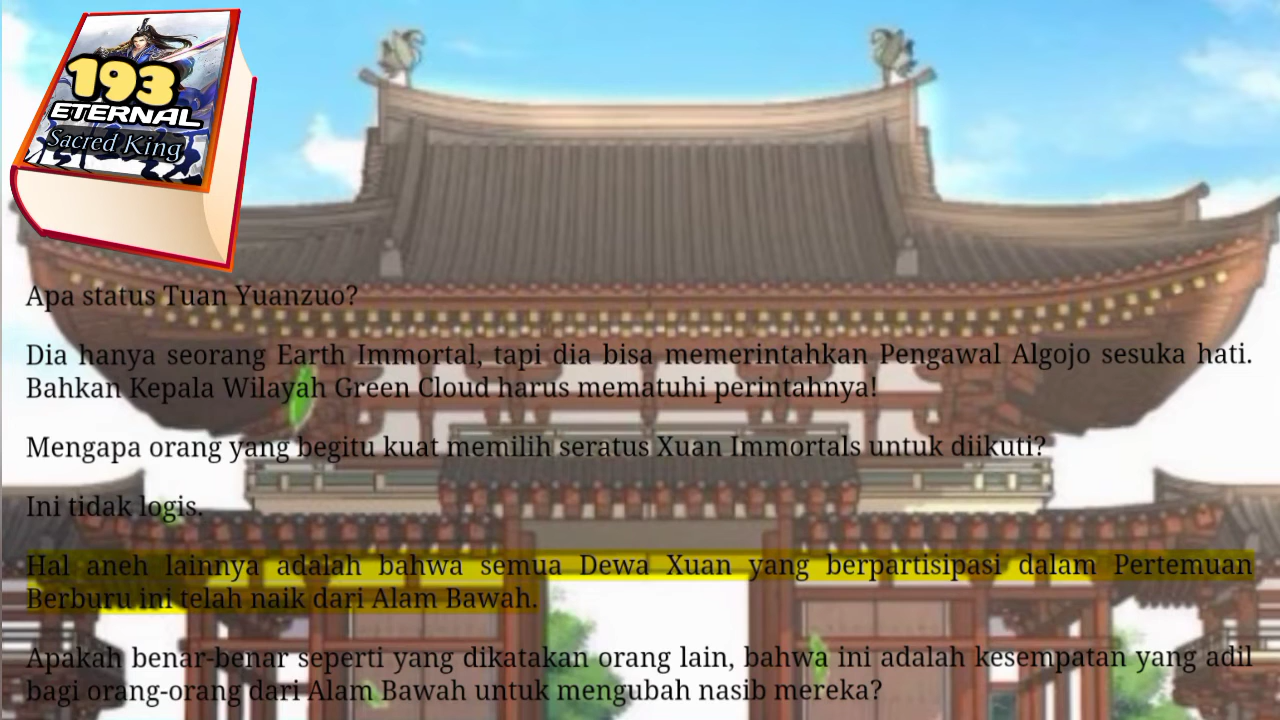 193
ETERNAL
Sacred King
Apa status Tuan Yuanzuo?
Dia hanya seorang Earth Immortal, tapi dia bisa memerintahkan Pengawal Algojo sesuka hati.
Bahkan Kepala Wilayah Green Cloud harus mematuhi perintahnya!
Mengapa orang yang begitu kuat memilih seratus Xuan Immortals untuk diikuti?
Ini tidak logis.
Hal aneh lainnya adalah bahwa semua Dewa Xuan yang berpartisipasi dalam Pertemuan
Berburu ini telah naik dari Alam Bawah.
Apakah benar-benar seperti yang dikatakan orang lain, bahwa ini adalah kesempatan yang adil
bagi orang-orang dari Alam Bawah untuk mengubah nasib mereka?